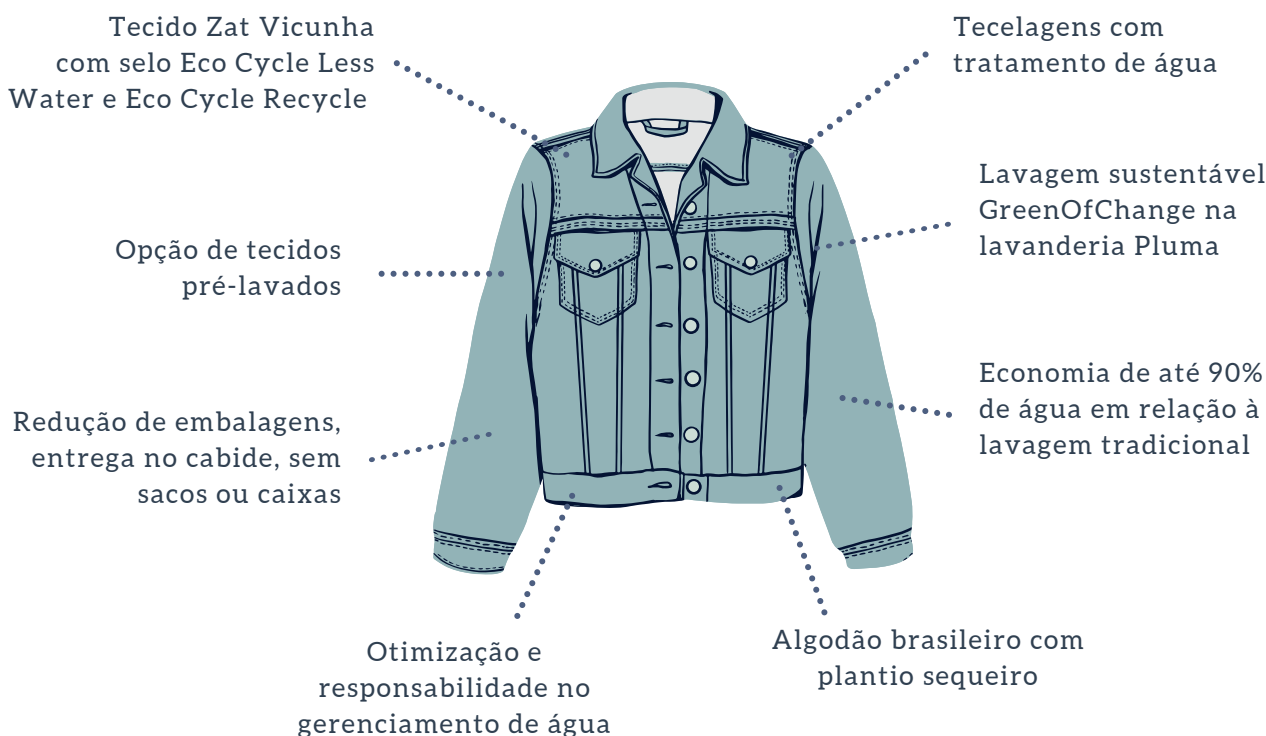 Tecido Zat Vicunha
com selo Eco Cycle Less
Water e Eco Cycle Recycle
Tecelagens com
tratamento de água
Opção de tecidos
pré-lavados
Lavagem sustentável
GreenOfChange na
lavanderia Pluma
Redução de embalagens,
entrega no cabide, sem
sacos ou caixas
Economia de até 90%
de água em relação à
lavagem tradicional
Otimização e
responsabilidade no
gerenciamento de água
Algodão brasileiro com
plantio sequeiro